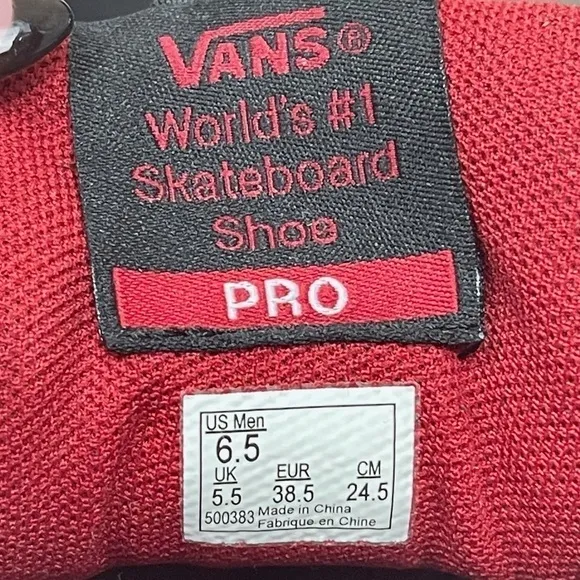 VANS®
World's #1
Skateboard
Shoe
PRO
US Men
6.5
UK EUR CM
5.5 38.5 24.5
500383 Made in China
Fabriqué en Chine